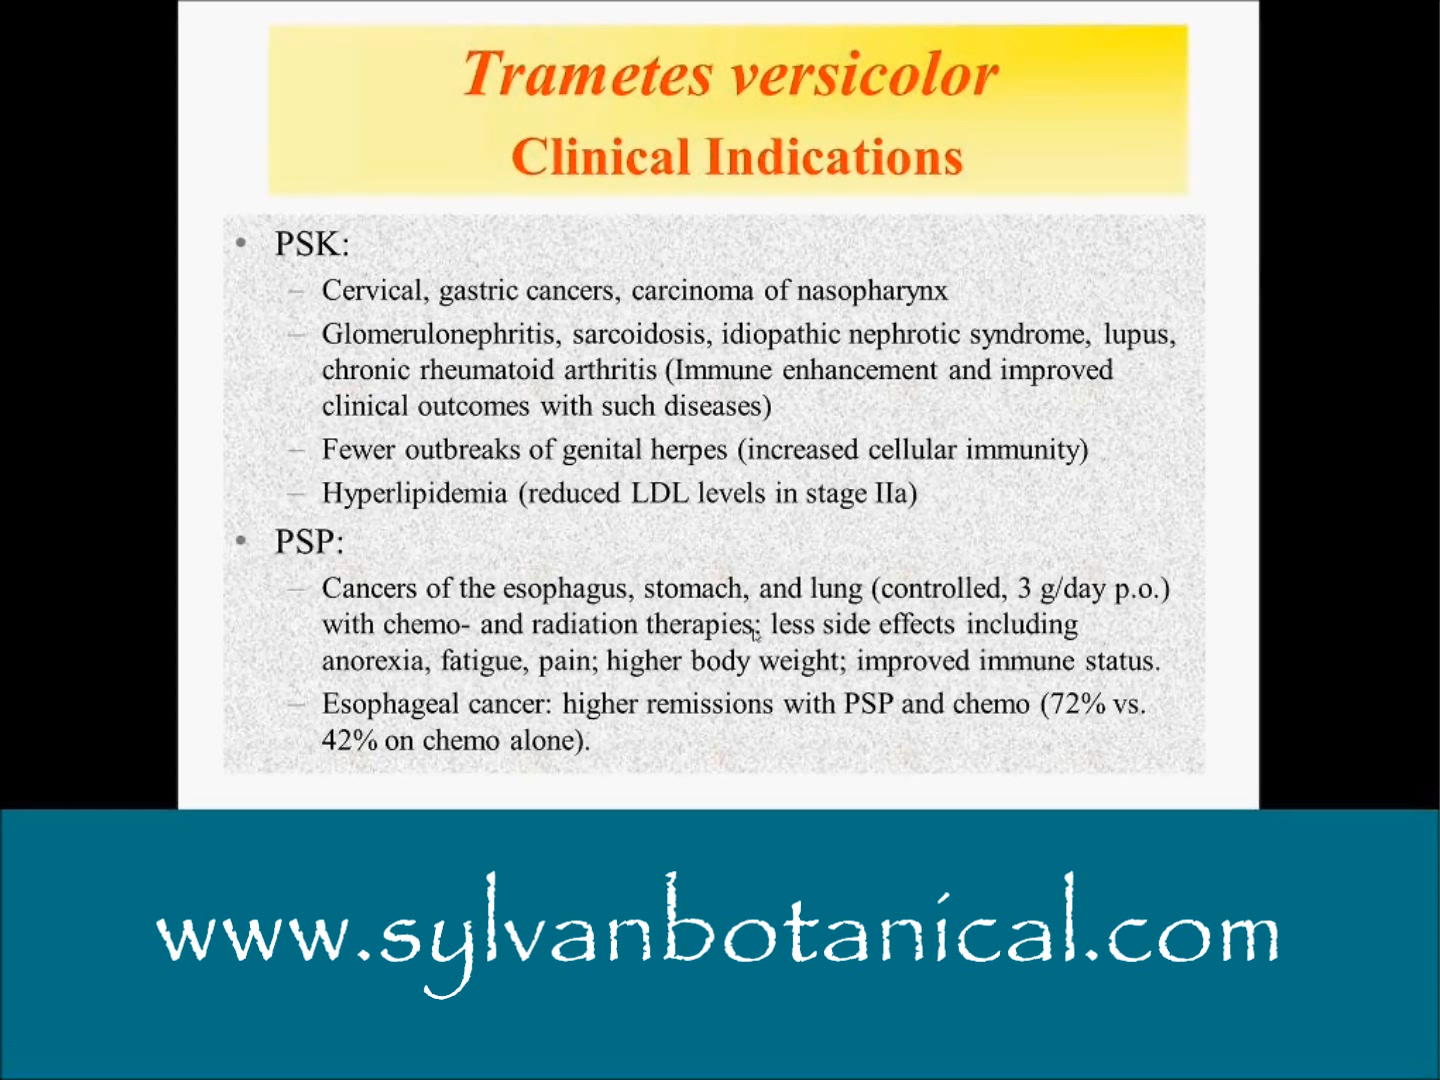 Trametes versicolor
Clinical Indications
• PSK:
– Cervical, gastric cancers, carcinoma of nasopharynx
– Glomerulonephritis, sarcoidosis, idiopathic nephrotic syndrome, lupus,
chronic rheumatoid arthritis (Immune enhancement and improved
clinical outcomes with such diseases)
– Fewer outbreaks of genital herpes (increased cellular immunity)
– Hyperlipidemia (reduced LDL levels in stage IIa)
• PSP:
– Cancers of the esophagus, stomach, and lung (controlled, 3 g/day p.o.)
with chemo- and radiation therapies; less side effects including
anorexia, fatigue, pain; higher body weight; improved immune status.
– Esophageal cancer: higher remissions with PSP and chemo (72% vs.
42% on chemo alone).
www.sylvanbotanical.com